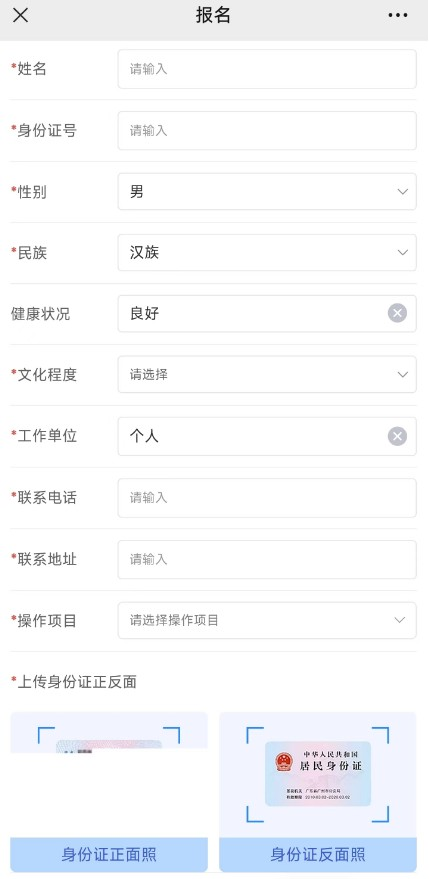 报名
*姓名 请输入
*身份证号 请输入
*性别 男
*民族 汉族
健康状况 良好
*文化程度 请选择
*工作单位 个人
*联系电话 请输入
*联系地址 请输入
*操作项目 请选择操作项目
*上传身份证正反面
中华人民共和国
居民身份证
身份证正面照 身份证反面照